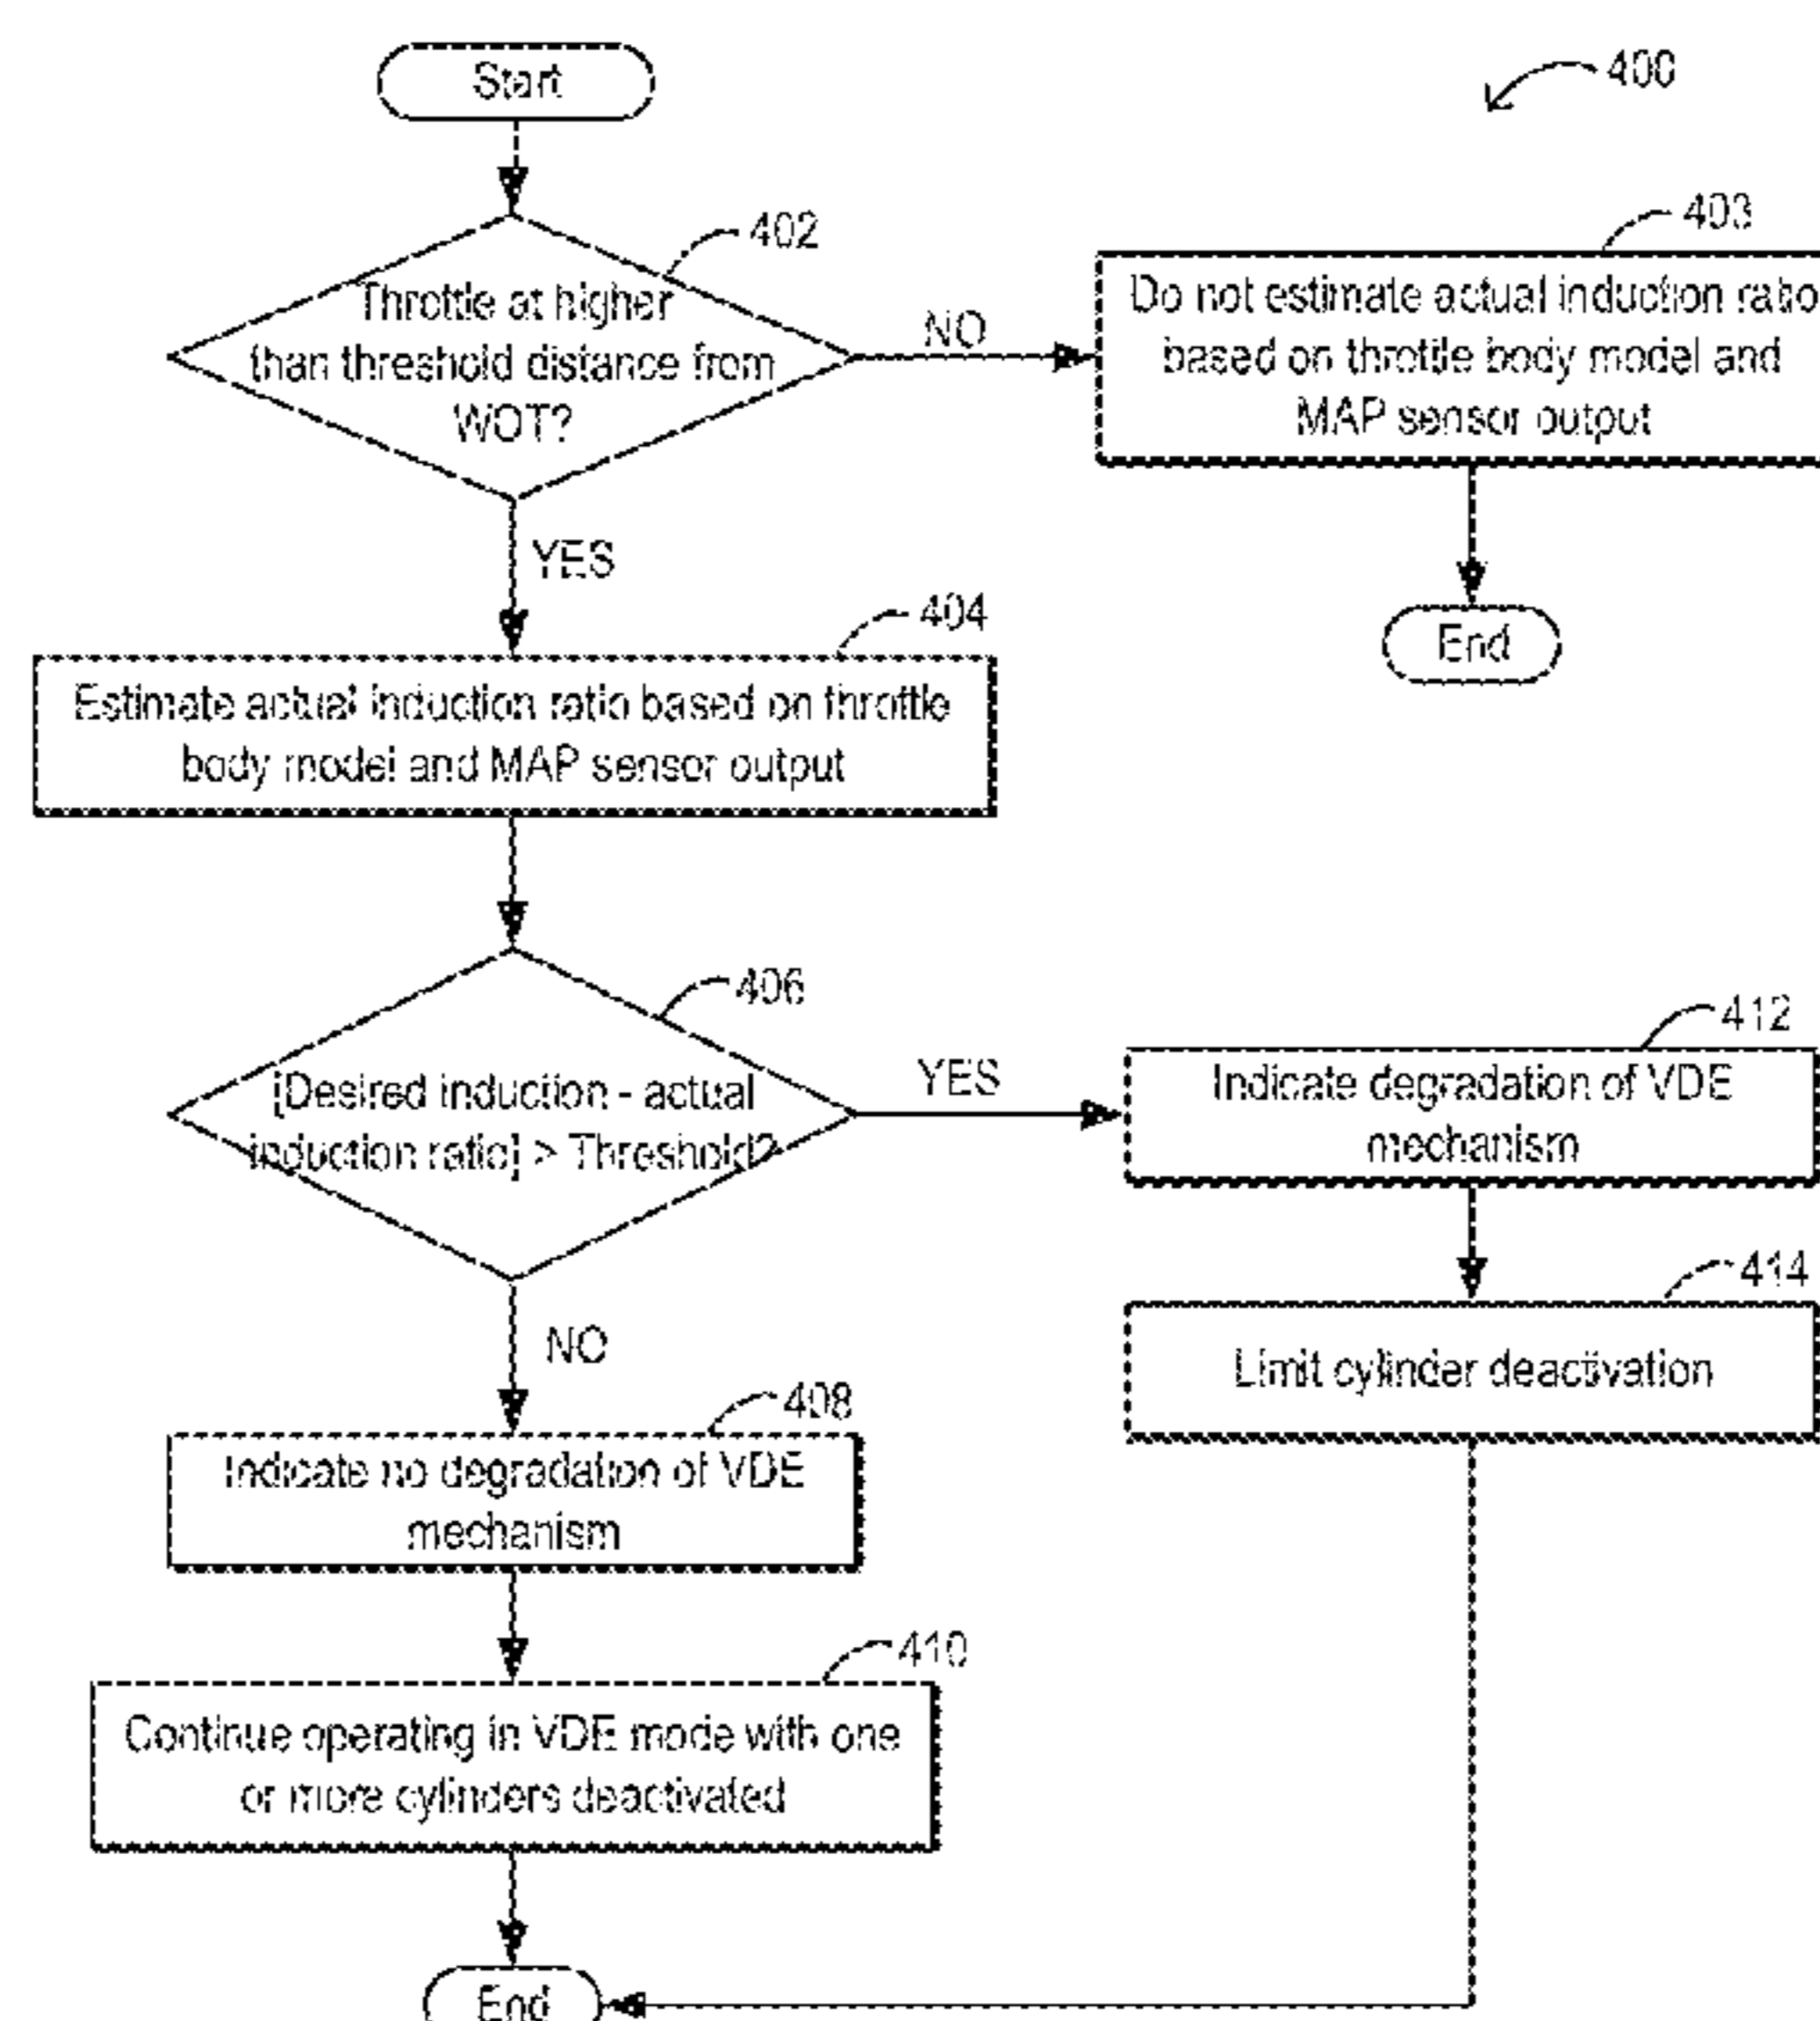 Start
400
402
Throttle at higher
than threshold distance from
WOT?
NO
403
Do not estimate actual induction ratio
based on throttle body model and
MAP sensor output
End
YES
404
Estimate actual induction ratio based on throttle
body model and MAP sensor output
406
[Desired induction - actual
induction ratio] > Threshold?
YES
412
Indicate degradation of VDE
mechanism
414
Limit cylinder deactivation
NO
408
Indicate no degradation of VDE
mechanism
410
Continue operating in VDE mode with one
or more cylinders deactivated
End